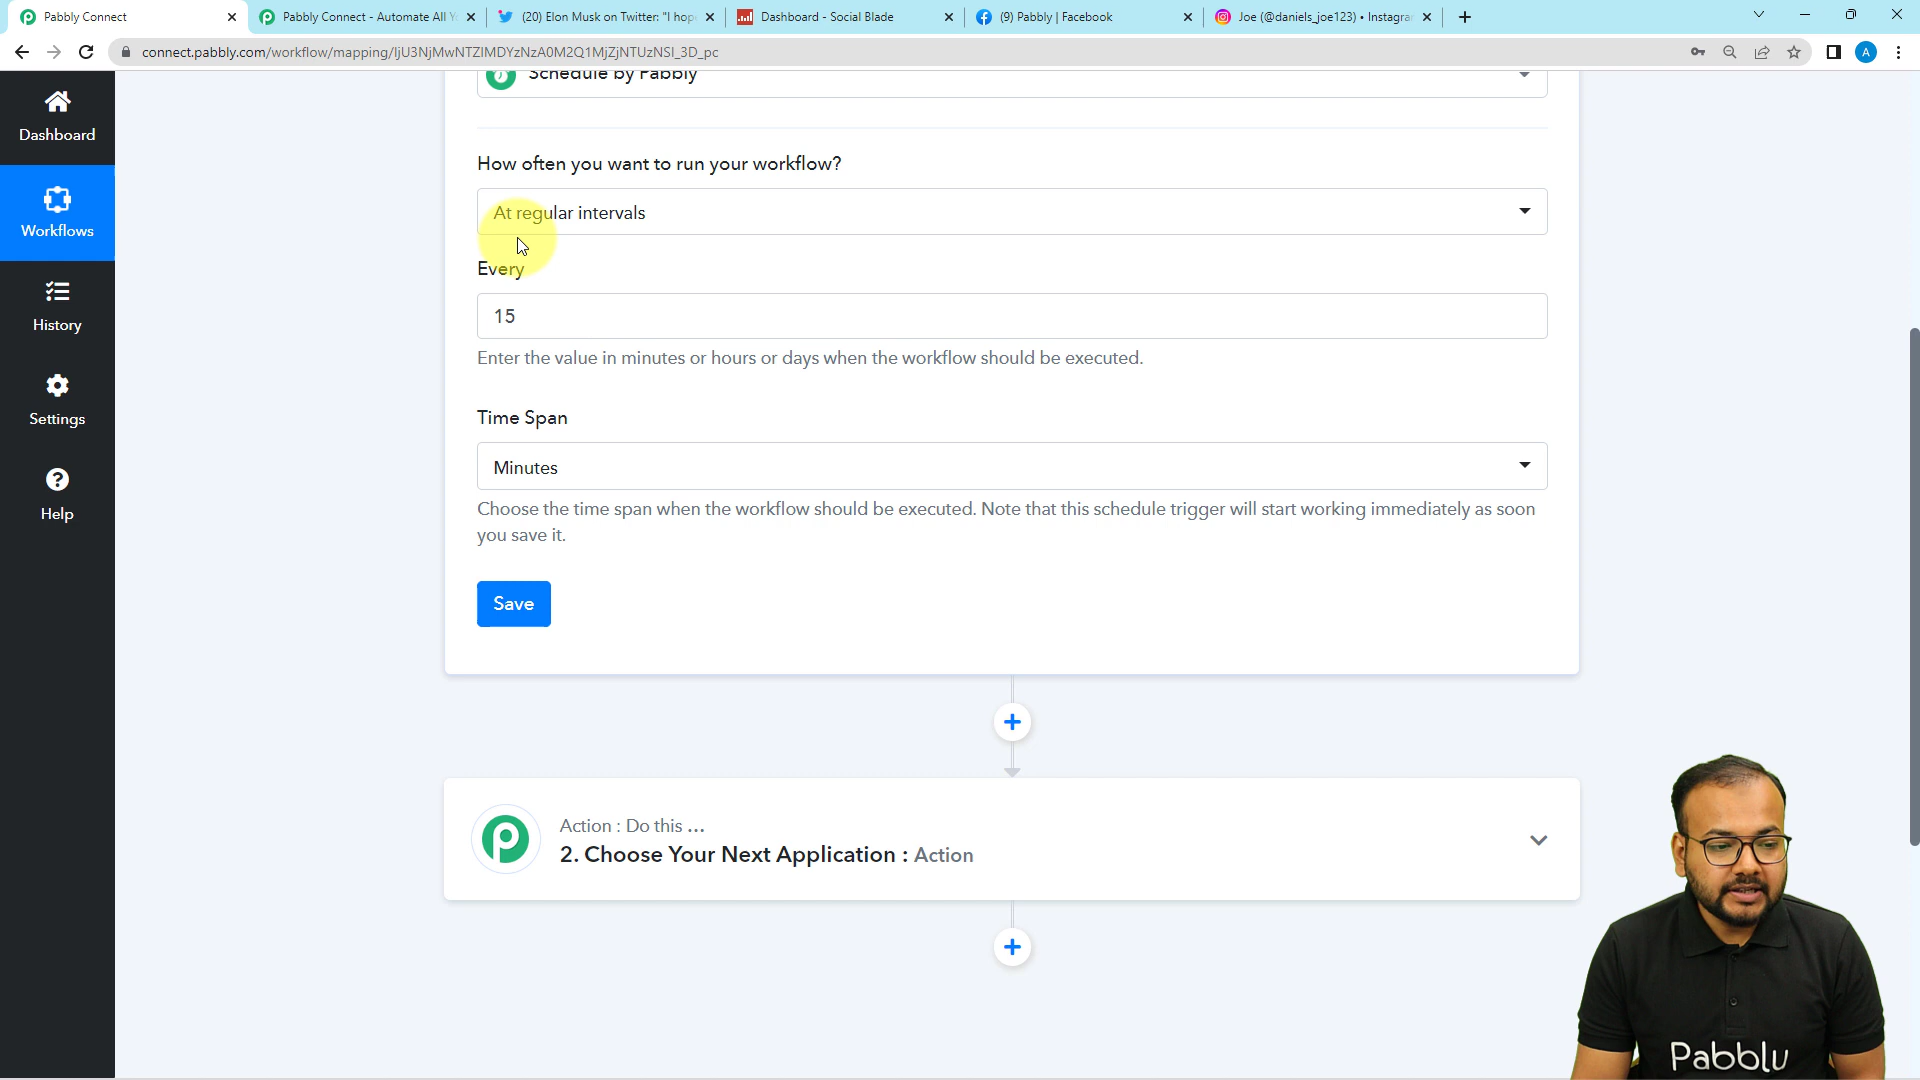 Pabbly Connect
Pabbly Connect - Automate All Y
(20) Elon Musk on Twitter: "I hop
Dashboard - Social Blade
(9) Pabbly | Facebook
Joe (@daniels_joe123) • Instagra
connect.pabbly.com/workflow/mapping/IjU3NjMwNTZlMDYzNzA0M2Q1MjZjNTUzNSI_3D_pc
A
Dashboard
Workflows
History
Settings
Help
Schedule by Pabbly
How often you want to run your workflow?
At regular intervals
Every
15
Enter the value in minutes or hours or days when the workflow should be executed.
Time Span
Minutes
Choose the time span when the workflow should be executed. Note that this schedule trigger will start working immediately as soon
you save it.
Save
Action : Do this ...
2. Choose Your Next Application : Action
Pabbly